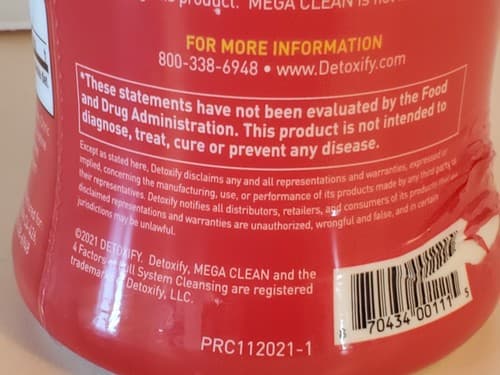 product. MEGA CLEAN is
FOR MORE INFORMATION
800-338-6948 • www.Detoxify.com
*These statements have not been evaluated by the Food
and Drug Administration. This product is not intended to
diagnose, treat, cure or prevent any disease.
Except as stated here, Detoxify disclaims any and all representations and warranties, expressed or
implied, concerning the manufacturing, use, or performance of its products made by any third party
their representatives. Detoxify notifies all distributors, retailers, and consumers of its products
disclaimed representations and warranties are unauthorized, wrongful and false, and in certain
jurisdictions may be unlawful.
©2021 DETOXIFY. Detoxify, MEGA CLEAN and the
4 Factors Full System Cleansing are registered
trademarks Detoxify, LLC.
PRC112021-1
8 70434 00111 5